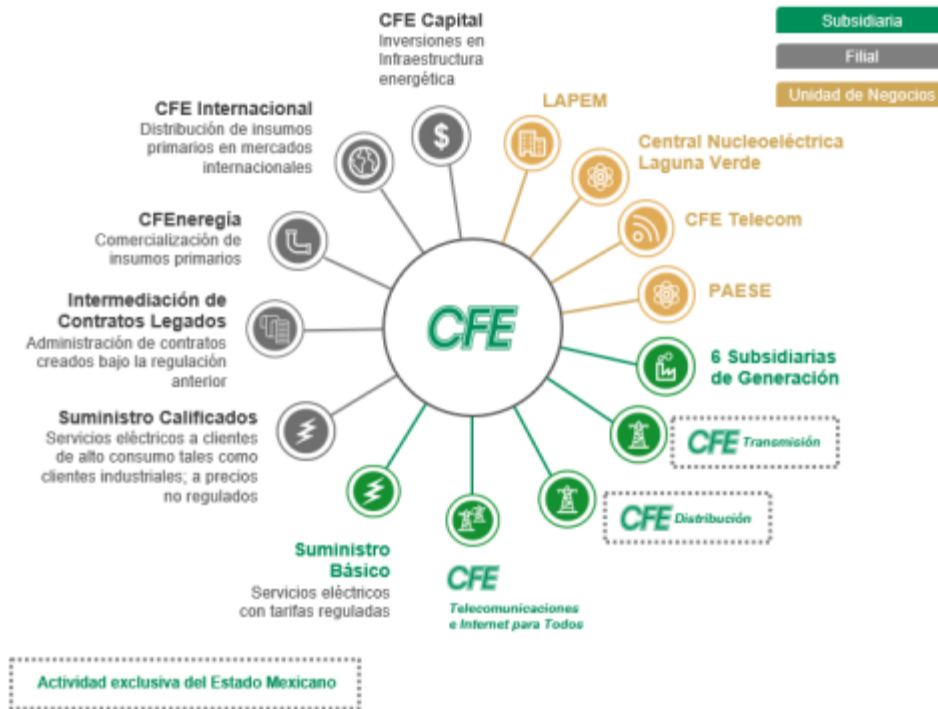 CFE Capital
Inversiones en
Infraestructura
energética
Subsidiaria
Filial
Unidad de Negocios
CFE Internacional
Distribución de insumos
primarios en mercados
internacionales
LAPEM
Central Nucleoeléctrica
Laguna Verde
CFEneregía
Comercialización de
insumos primarios
CFE Telecom
Intermediación de
Contratos Legados
Administración de contratos
creados bajo la regulación
anterior
PAESE
CFE
6 Subsidiarias
de Generación
Suministro Calificados
Servicios eléctricos a clientes
de alto consumo tales como
clientes industriales; a precios
no regulados
CFE Transmisión
CFE Distribución
Suministro
Básico
Servicios eléctricos
con tarifas reguladas
CFE
Telecomunicaciones
e Internet para Todos
Actividad exclusiva del Estado Mexicano